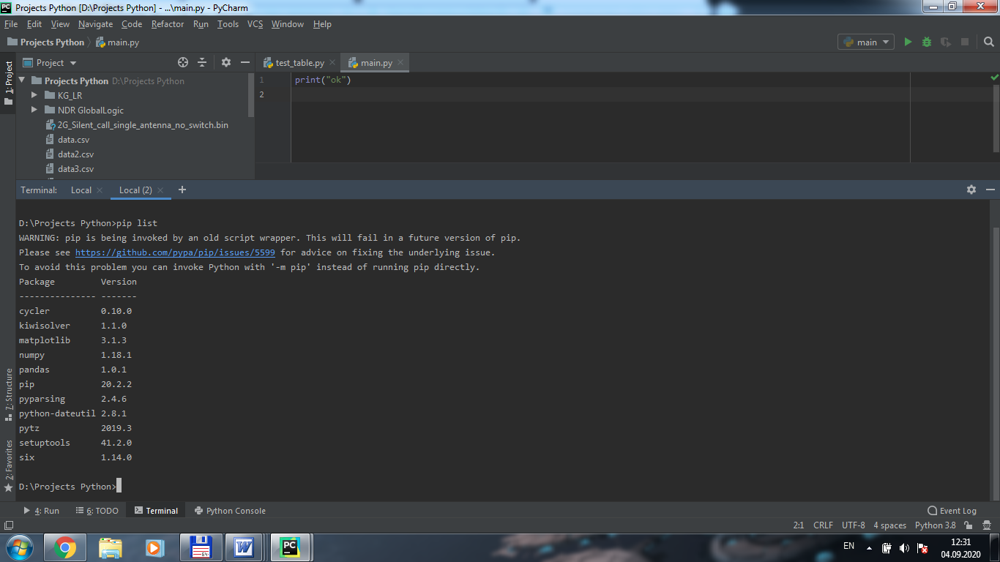 PC Projects Python [D:\Projects Python] - ...\main.py - PyCharm
File Edit View Navigate Code Refactor Run Tools VCS Window Help
Projects Python main.py main
1: Project
Project
test_table.py main.py
Projects Python D:\Projects Python
KG_LR
NDR GlobalLogic
2G_Silent_call_single_antenna_no_switch.bin
data.csv
data2.csv
data3.csv
1 print("ok")
2
Terminal: Local Local (2) +
D:\Projects Python>pip list
WARNING: pip is being invoked by an old script wrapper. This will fail in a future version of pip.
Please see https://github.com/pypa/pip/issues/5599 for advice on fixing the underlying issue.
To avoid this problem you can invoke Python with '-m pip' instead of running pip directly.
Package Version
--------------- -------
cycler 0.10.0
kiwisolver 1.1.0
matplotlib 3.1.3
numpy 1.18.1
pandas 1.0.1
pip 20.2.2
pyparsing 2.4.6
python-dateutil 2.8.1
pytz 2019.3
setuptools 41.2.0
six 1.14.0
D:\Projects Python>
7: Structure
2: Favorites
4: Run 6: TODO Terminal Python Console Event Log
2:1 CRLF UTF-8 4 spaces Python 3.8
64 W PC EN 12:31
04.09.2020